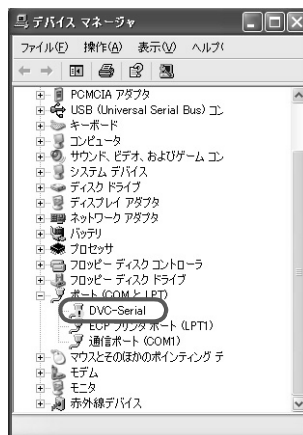 デバイス マネージャ
ファイル(F) 操作(A) 表示(V) ヘルプ(
PCMCIA アダプタ
USB (Universal Serial Bus) コン
キーボード
コンピュータ
サウンド、ビデオ、およびゲーム コン
システム デバイス
ディスク ドライブ
ディスプレイ アダプタ
ネットワーク アダプタ
バッテリ
プロセッサ
フロッピー ディスク コントローラ
フロッピー ディスク ドライブ
ポート (COM と LPT)
DVC-Serial
ECP プリンタ ポート (LPT1)
通信ポート (COM1)
マウスとそのほかのポインティング デ
モデム
モニタ
赤外線デバイス